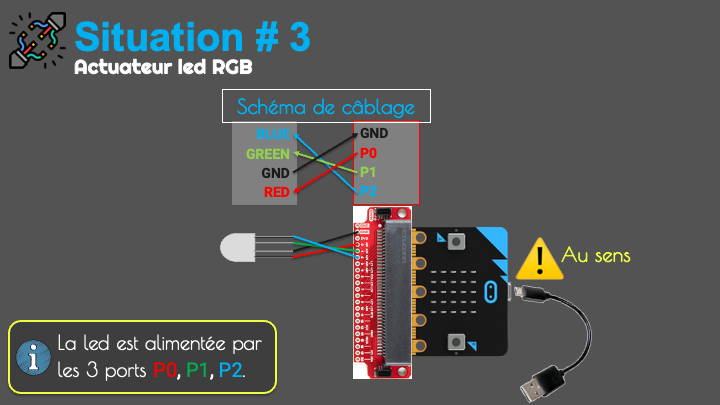 Situation # 3
Actuateur led RGB
Schéma de câblage
BLUE
GREEN
GND
RED
GND
P0
P1
P2
Au sens
La led est alimentée par
les 3 ports P0, P1, P2.